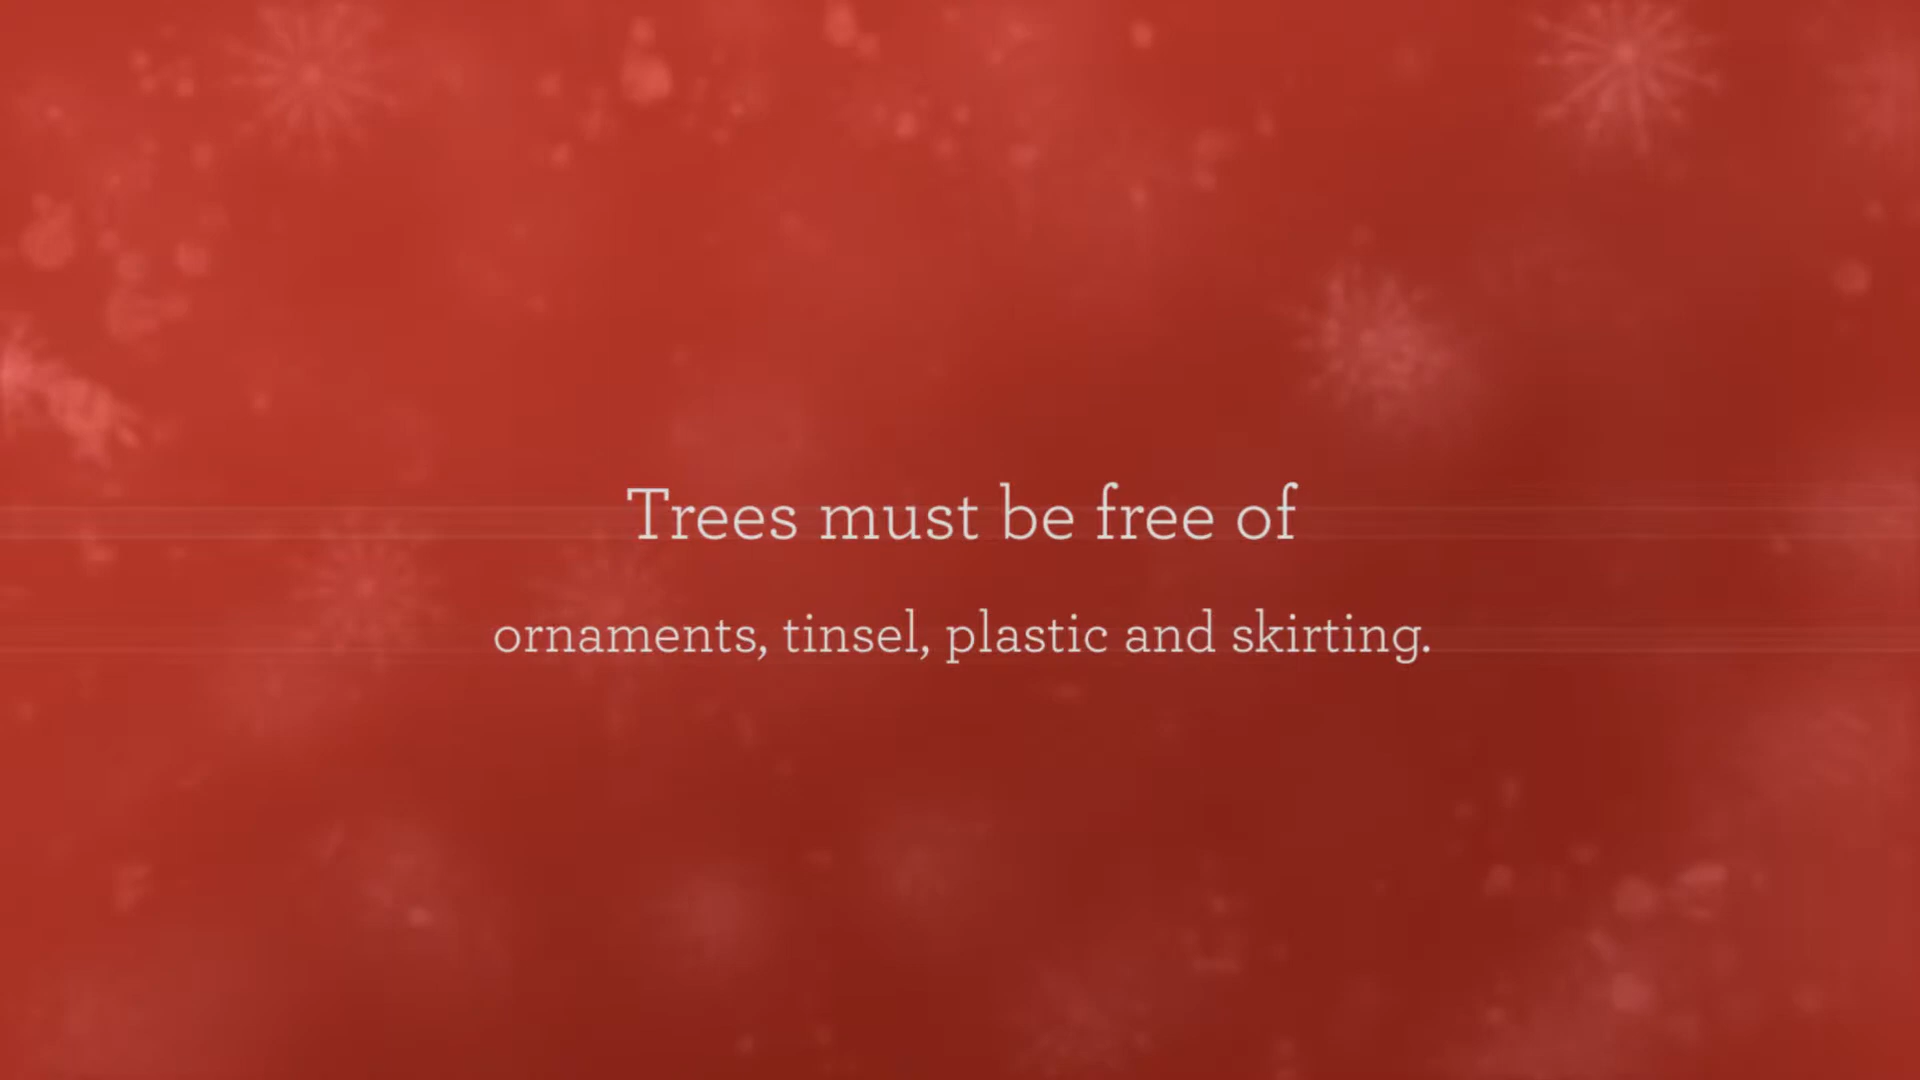 Trees must be free of
ornaments, tinsel, plastic and skirting.